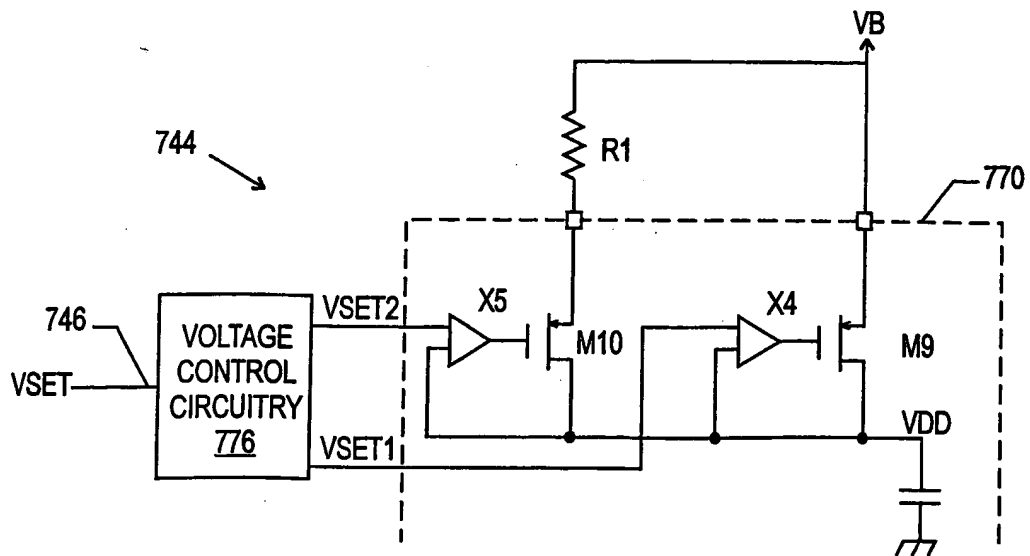 VB
744
R1
770
746
VSET2
X5
X4
VSET
VOLTAGE
CONTROL
CIRCUITRY
776
M10
M9
VDD
VSET1